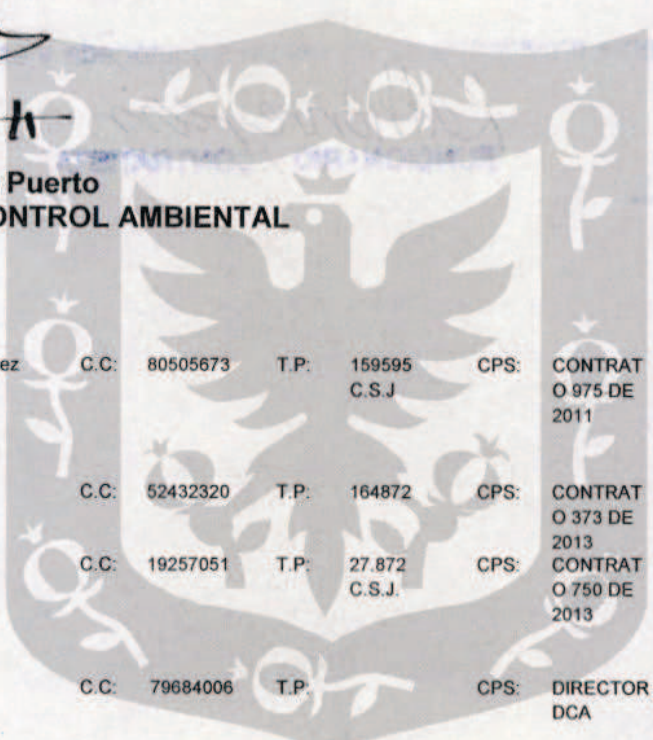 Puerto
ONTROL AMBIENTAL
ez C.C: 80505673 T.P: 159595 CPS: CONTRAT
C.S.J O 975 DE
2011
C.C: 52432320 T.P: 164872 CPS: CONTRAT
O 373 DE
2013
C.C: 19257051 T.P: 27.872 CPS: CONTRAT
C.S.J. O 750 DE
2013
C.C: 79684006 T.P: CPS: DIRECTOR
DCA